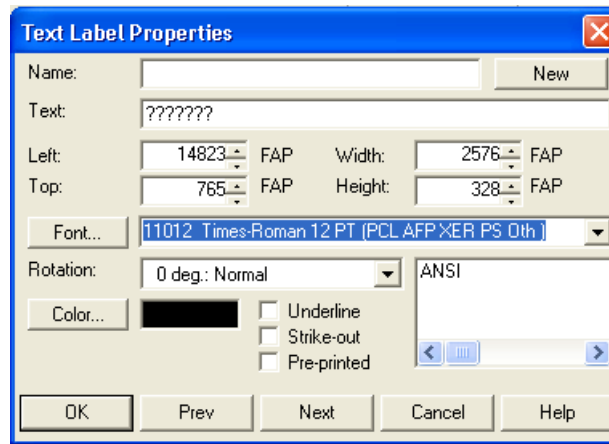 Text Label Properties
Name: New
Text: ???????
Left: 14823 FAP Width: 2576 FAP
Top: 765 FAP Height: 328 FAP
Font... 11012 Times-Roman 12 PT (PCL AFP XER PS Oth )
Rotation: 0 deg.: Normal ANSI
Color... Underline
Strike-out
Pre-printed
OK Prev Next Cancel Help